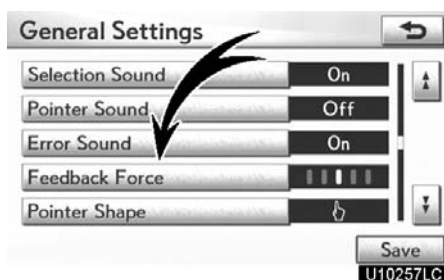 General Settings
Selection Sound On
Pointer Sound Off
Error Sound On
Feedback Force
Pointer Shape
Save
U10257LC